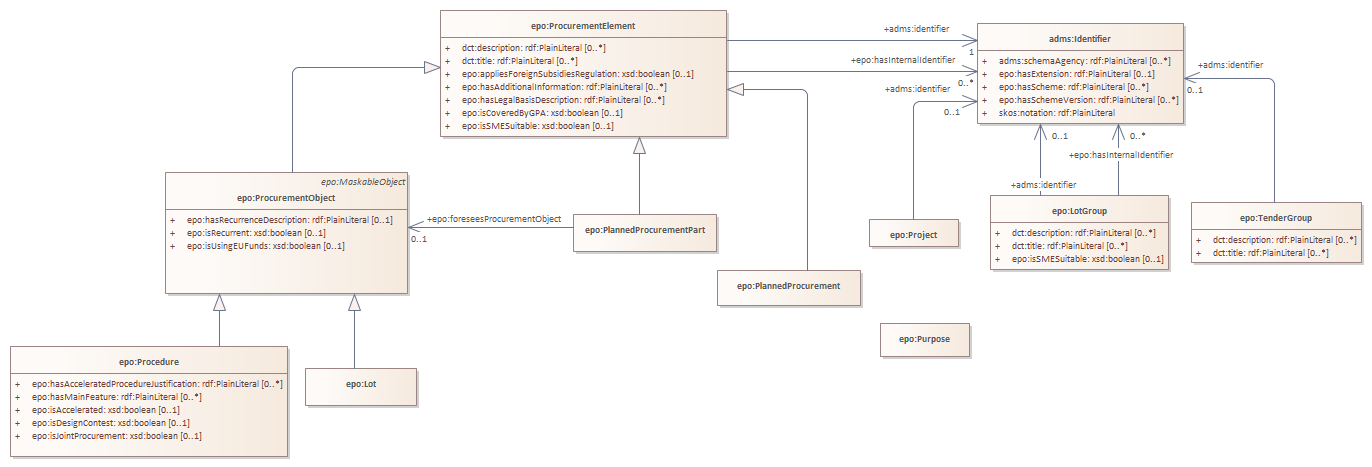 epo:ProcurementElement
+ dct:description: rdf:PlainLiteral [0..*]
+ dct:title: rdf:PlainLiteral [0..*]
+ epo:appliesForeignSubsidiesRegulation: xsd:boolean [0..1]
+ epo:hasAdditionalInformation: rdf:PlainLiteral [0..*]
+ epo:hasLegalBasisDescription: rdf:PlainLiteral [0..*]
+ epo:isCoveredByGPA: xsd:boolean [0..1]
+ epo:isSMESuitable: xsd:boolean [0..1]
+adms:identifier
1
+epo:hasInternalIdentifier
0..*
+adms:identifier
0..1
adms:Identifier
+ adms:schemaAgency: rdf:PlainLiteral [0..*]
+ epo:hasExtension: rdf:PlainLiteral [0..1]
+ epo:hasScheme: rdf:PlainLiteral [0..*]
+ epo:hasSchemeVersion: rdf:PlainLiteral [0..*]
+ skos:notation: rdf:PlainLiteral
+adms:identifier
0..1
0..1
0..*
+epo:hasInternalIdentifier
+adms:identifier
epo:MaskableObject
epo:ProcurementObject
+ epo:hasRecurrenceDescription: rdf:PlainLiteral [0..1]
+ epo:isRecurrent: xsd:boolean [0..1]
+ epo:isUsingEUFunds: xsd:boolean [0..1]
+epo:foreseesProcurementObject
0..1
epo:PlannedProcurementPart
epo:Project
epo:LotGroup
+ dct:description: rdf:PlainLiteral [0..*]
+ dct:title: rdf:PlainLiteral [0..*]
+ epo:isSMESuitable: xsd:boolean [0..1]
epo:TenderGroup
+ dct:description: rdf:PlainLiteral [0..*]
+ dct:title: rdf:PlainLiteral [0..*]
epo:PlannedProcurement
epo:Purpose
epo:Procedure
+ epo:hasAcceleratedProcedureJustification: rdf:PlainLiteral [0..*]
+ epo:hasMainFeature: rdf:PlainLiteral [0..*]
+ epo:isAccelerated: xsd:boolean [0..1]
+ epo:isDesignContest: xsd:boolean [0..1]
+ epo:isJointProcurement: xsd:boolean [0..1]
epo:Lot